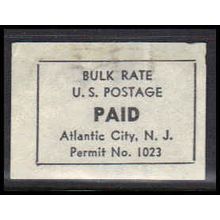 BULK RATE
U. S. POSTAGE
PAID
Atlantic City, N. J.
Permit No. 1023